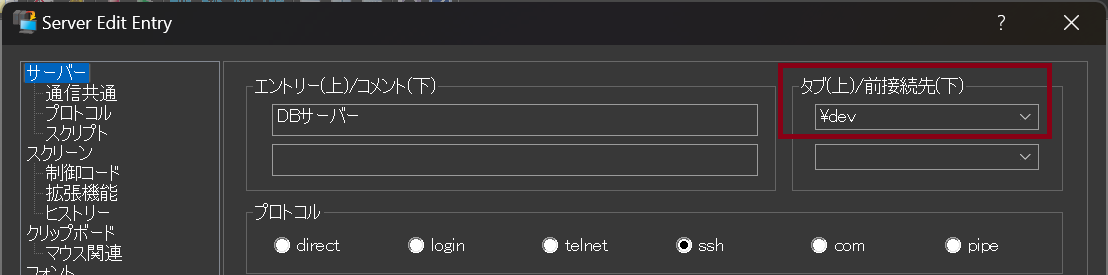 Server Edit Entry
サーバー
通信共通
プロトコル
スクリプト
スクリーン
制御コード
拡張機能
ヒストリー
クリップボード
マウス関連
フォント
エントリー(上)/コメント(下)
DBサーバー
タブ(上)/前接続先(下)
¥dev
プロトコル
direct
login
telnet
ssh
com
pipe